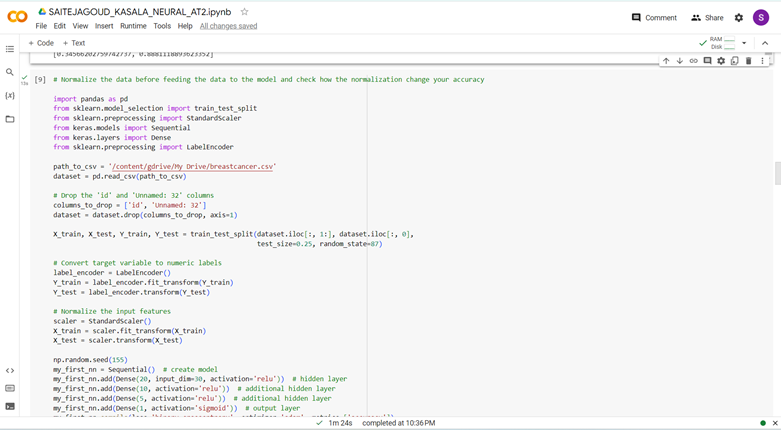 CO SAITEJAGOUD_KASALA_NEURAL_AT2.ipynb
Comment Share S
File Edit View Insert Runtime Tools Help All changes saved
+ Code + Text
RAM
Disk
[0.34566202759742737, 0.8881118893623352]
[9] # Normalize the data before feeding the data to the model and check how the normalization change your accuracy
13s
import pandas as pd
from sklearn.model_selection import train_test_split
from sklearn.preprocessing import StandardScaler
from keras.models import Sequential
from keras.layers import Dense
from sklearn.preprocessing import LabelEncoder
path_to_csv = '/content/gdrive/My Drive/breastcancer.csv'
dataset = pd.read_csv(path_to_csv)
# Drop the 'id' and 'Unnamed: 32' columns
columns_to_drop = ['id', 'Unnamed: 32']
dataset = dataset.drop(columns_to_drop, axis=1)
X_train, X_test, Y_train, Y_test = train_test_split(dataset.iloc[:, 1:], dataset.iloc[:, 0],
test_size=0.25, random_state=87)
# Convert target variable to numeric labels
label_encoder = LabelEncoder()
Y_train = label_encoder.fit_transform(Y_train)
Y_test = label_encoder.transform(Y_test)
# Normalize the input features
scaler = StandardScaler()
X_train = scaler.fit_transform(X_train)
X_test = scaler.transform(X_test)
np.random.seed(155)
my_first_nn = Sequential() # create model
my_first_nn.add(Dense(20, input_dim=30, activation='relu')) # hidden layer
my_first_nn.add(Dense(10, activation='relu')) # additional hidden layer
my_first_nn.add(Dense(5, activation='relu')) # additional hidden layer
my_first_nn.add(Dense(1, activation='sigmoid')) # output layer
1m 24s completed at 10:36 PM